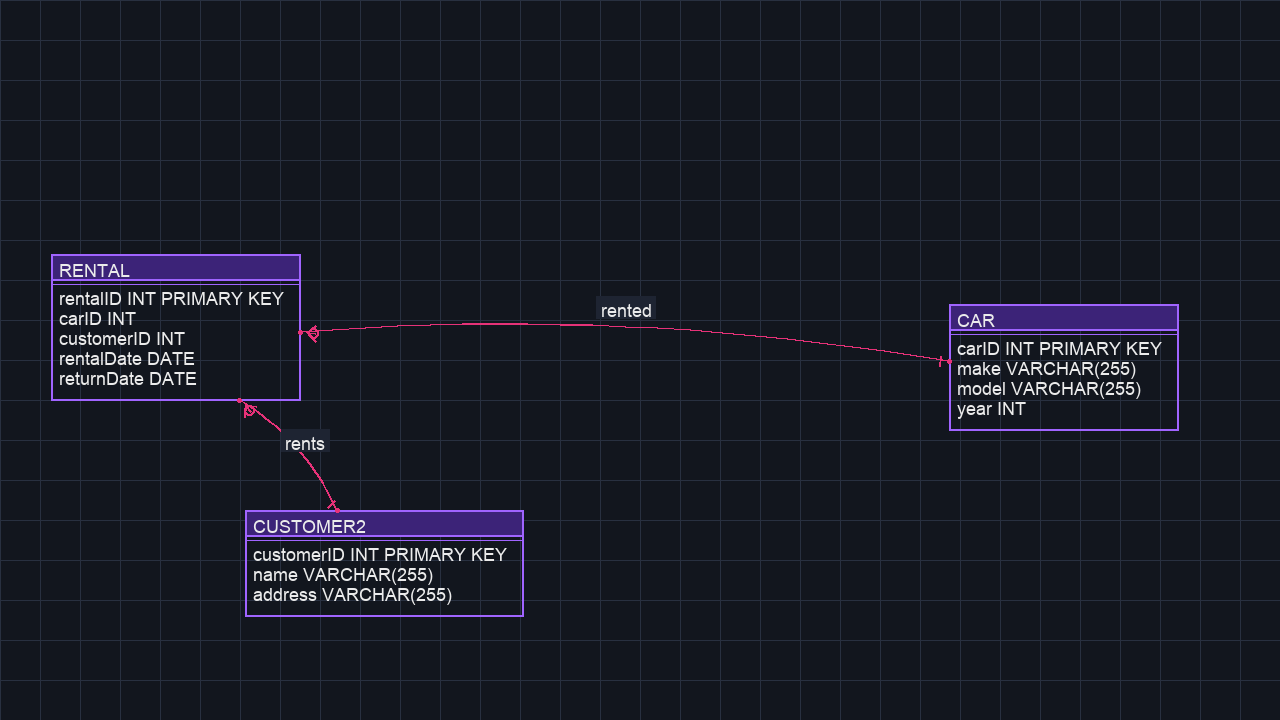 RENTAL
rentalID INT PRIMARY KEY
carID INT
customerID INT
rentalDate DATE
returnDate DATE
rented
CAR
carID INT PRIMARY KEY
make VARCHAR(255)
model VARCHAR(255)
year INT
rents
CUSTOMER2
customerID INT PRIMARY KEY
name VARCHAR(255)
address VARCHAR(255)